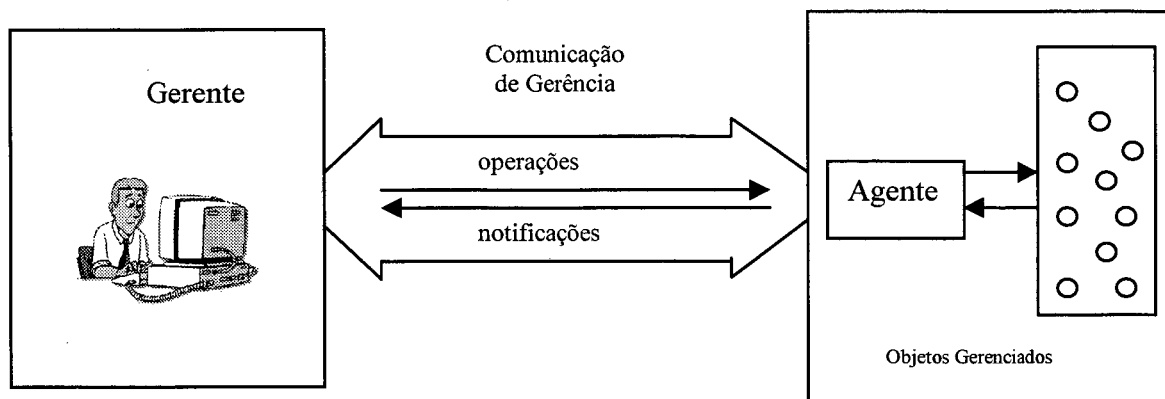 Gerente
Comunicação
de Gerência
operações
notificações
Agente
Objetos Gerenciados